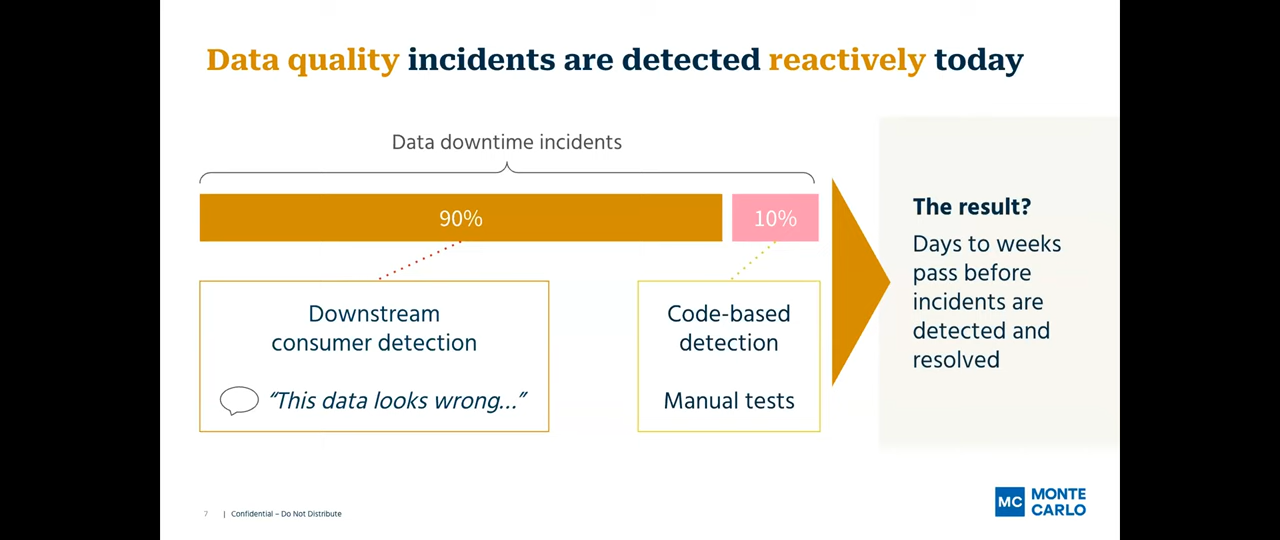 Data quality incidents are detected reactively today
Data downtime incidents
90%
10%
Downstream
consumer detection
“This data looks wrong...”
Code-based
detection
Manual tests
The result?
Days to weeks
pass before
incidents are
detected and
resolved
7 | Confidential – Do Not Distribute
MC
MONTE
CARLO